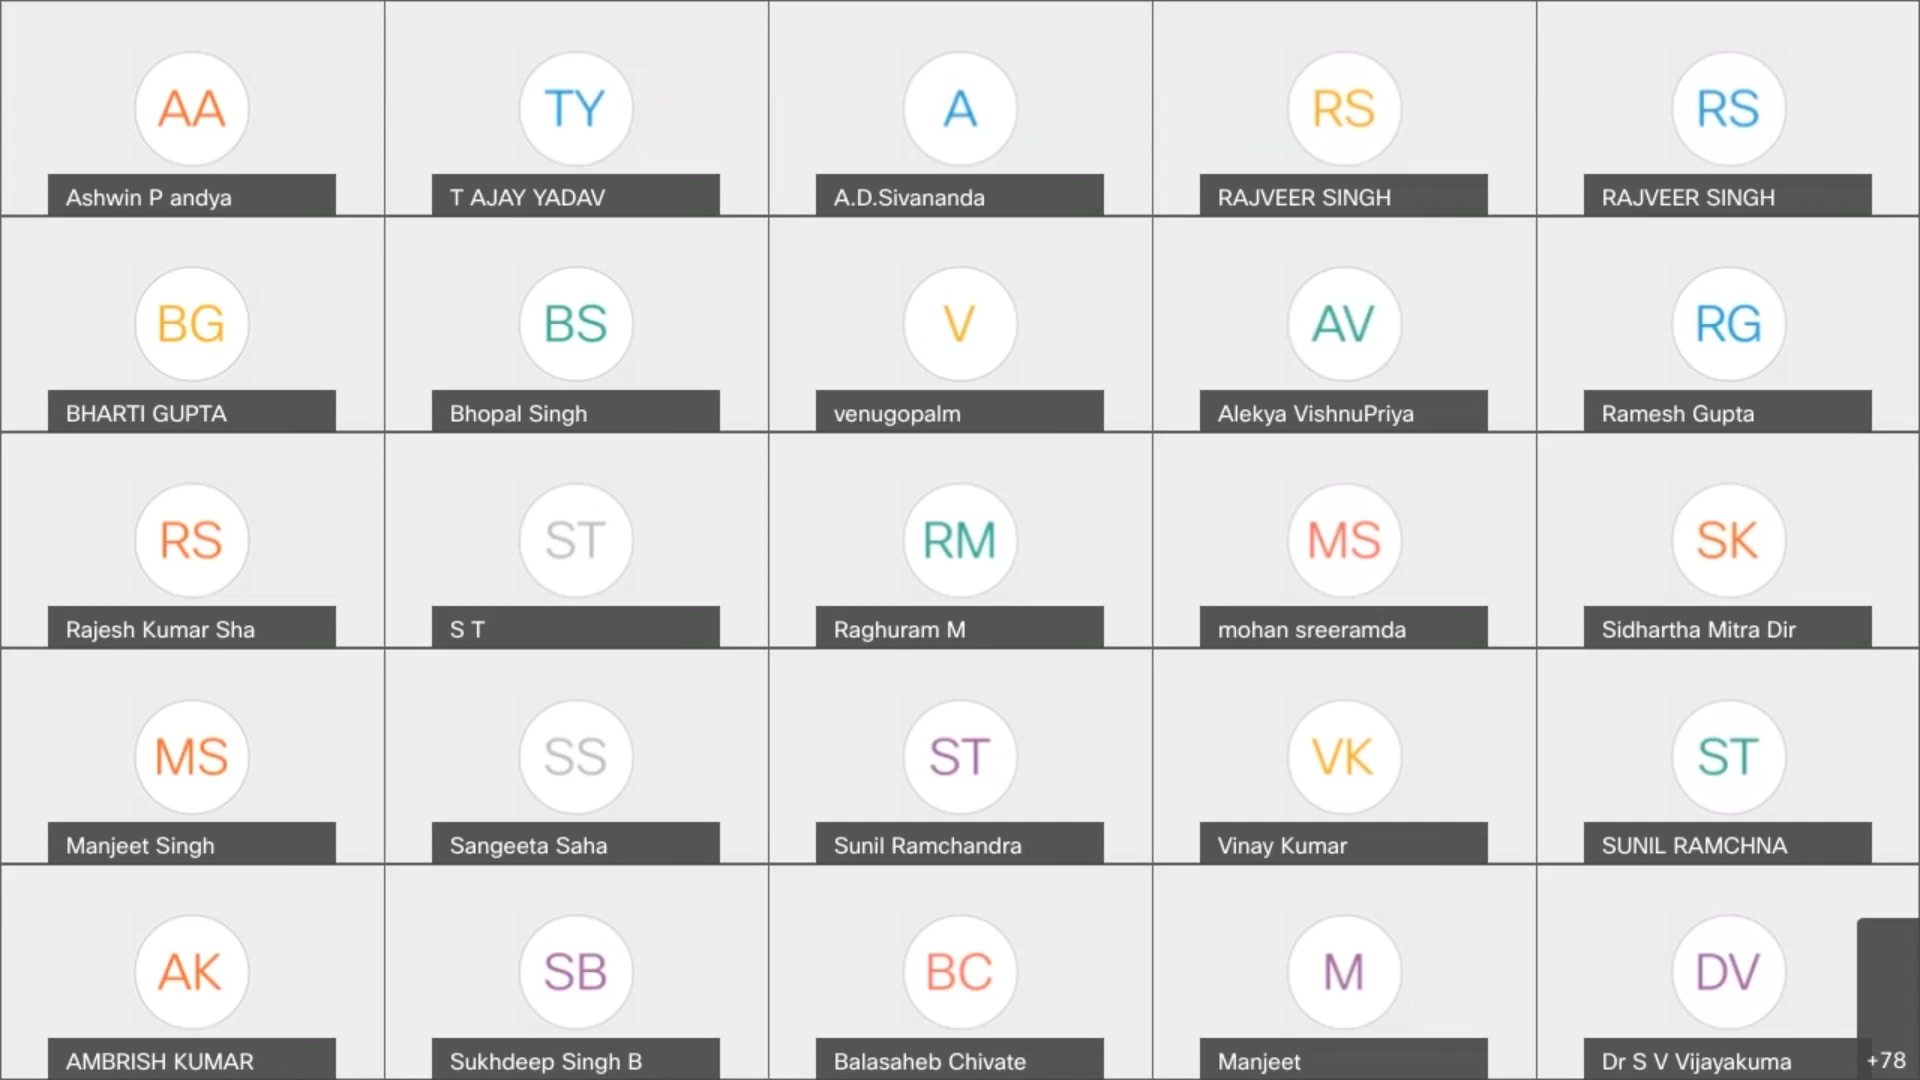 AA
Ashwin P andya
TY
T AJAY YADAV
A
A.D.Sivananda
RS
RAJVEER SINGH
RS
RAJVEER SINGH
BG
BHARTI GUPTA
BS
Bhopal Singh
V
venugopalm
AV
Alekya VishnuPriya
RG
Ramesh Gupta
RS
Rajesh Kumar Sha
ST
S T
RM
Raghuram M
MS
mohan sreeramda
SK
Sidhartha Mitra Dir
MS
Manjeet Singh
SS
Sangeeta Saha
ST
Sunil Ramchandra
VK
Vinay Kumar
ST
SUNIL RAMCHNA
AK
AMBRISH KUMAR
SB
Sukhdeep Singh B
BC
Balasaheb Chivate
M
Manjeet
DV
Dr S V Vijayakuma
+78